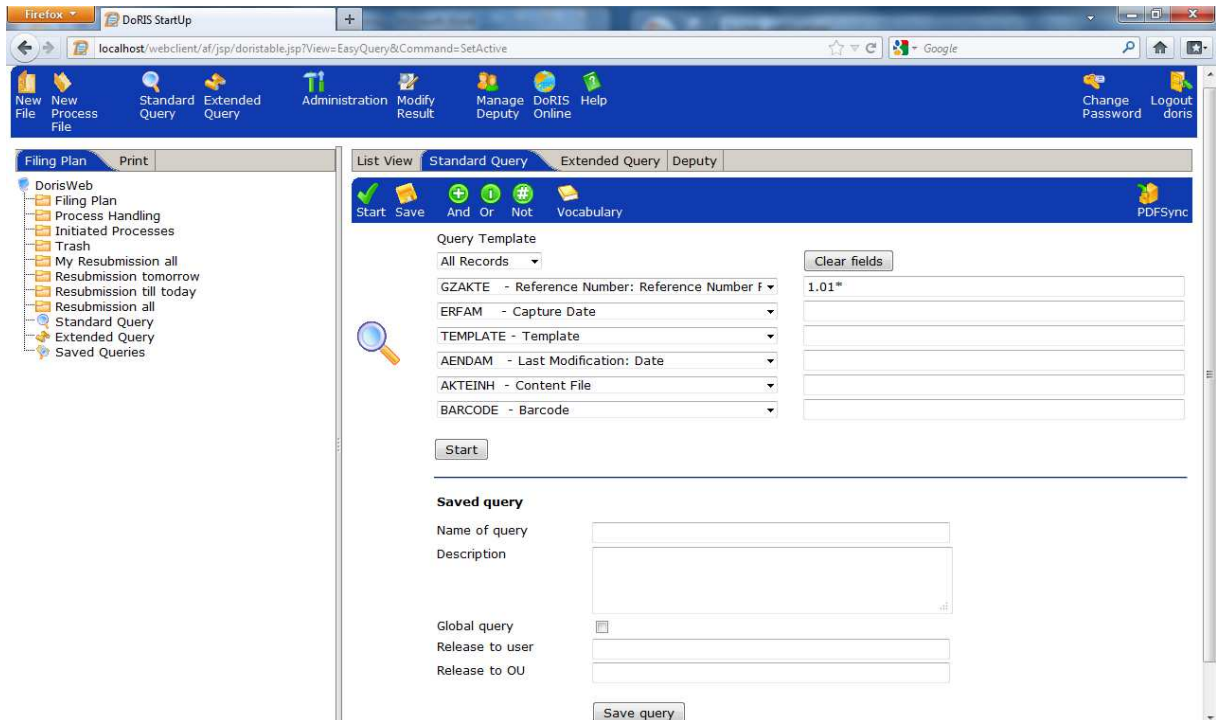 Firefox
DoRIS StartUp
localhost/webclient/af/jsp/doristable.jsp?View=EasyQuery&Command=SetActive
Google
New File
New Process File
Standard Query
Extended Query
Administration
Modify Result
Manage Deputy
DoRIS Online
Help
Change Password
Logout doris
Filing Plan
Print
DorisWeb
Filing Plan
Process Handling
Initiated Processes
Trash
My Resubmission all
Resubmission tomorrow
Resubmission till today
Resubmission all
Standard Query
Extended Query
Saved Queries
List View
Standard Query
Extended Query
Deputy
Start
Save
And
Or
Not
Vocabulary
PDFSync
Query Template
All Records
Clear fields
GZAKTE - Reference Number: Reference Number F
1.01*
ERFAM - Capture Date
TEMPLATE - Template
AENDAM - Last Modification: Date
AKTEINH - Content File
BARCODE - Barcode
Start
Saved query
Name of query
Description
Global query
Release to user
Release to OU
Save query